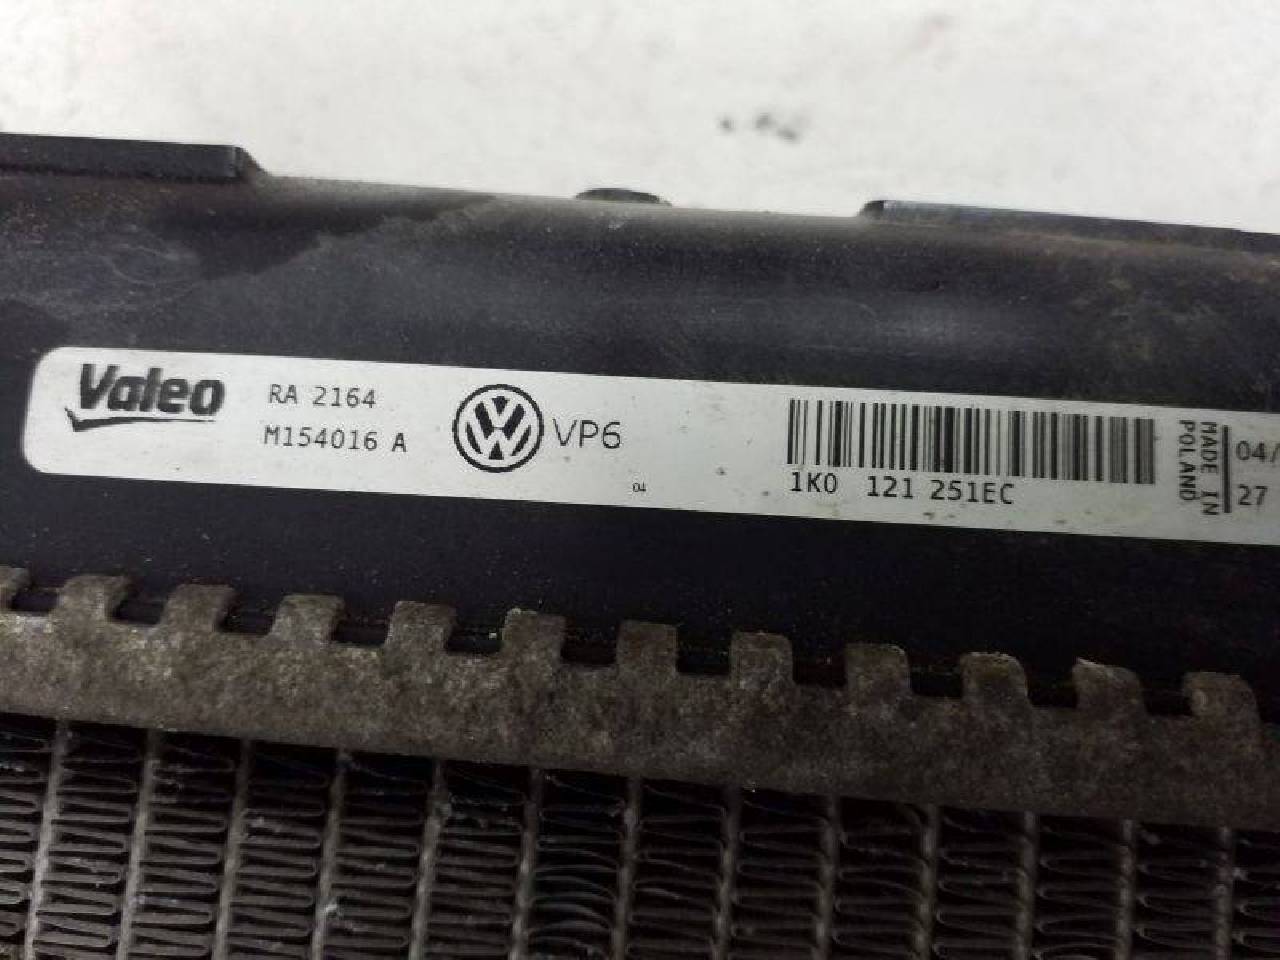 Valeo
RA 2164
M154016 A
VP6
04
1K0 121 251EC
MADE IN
POLAND
04/
27